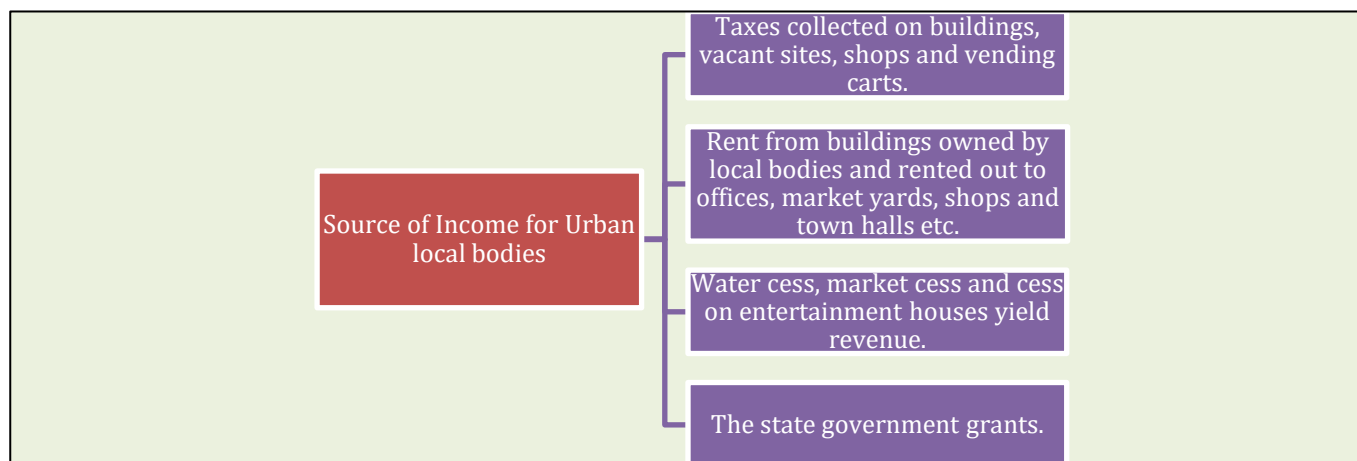 Source of Income for Urban
local bodies
Taxes collected on buildings,
vacant sites, shops and vending
carts.
Rent from buildings owned by
local bodies and rented out to
offices, market yards, shops and
town halls etc.
Water cess, market cess and cess
on entertainment houses yield
revenue.
The state government grants.